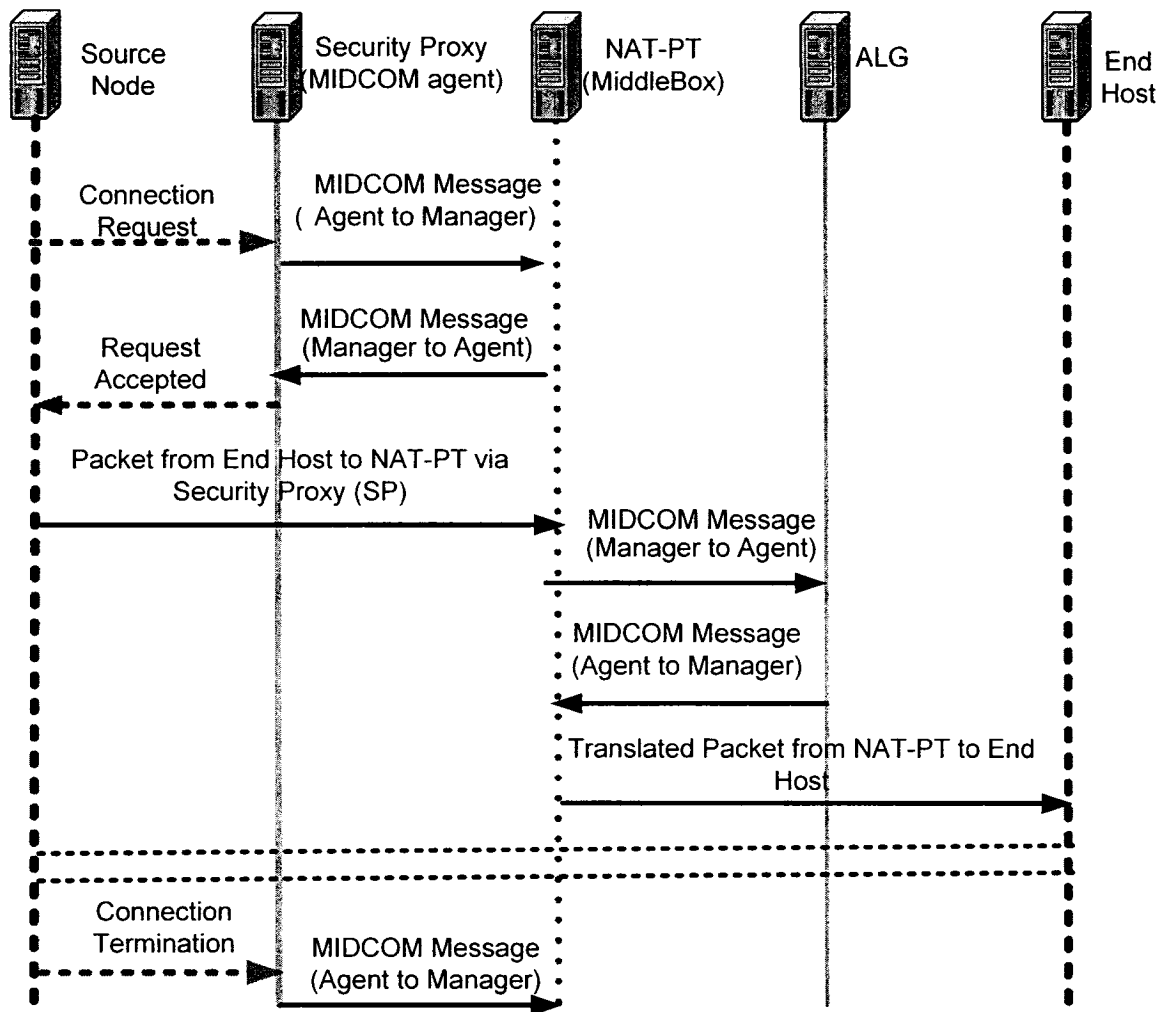 Source
Node
Security Proxy
(MIDCOM agent)
NAT-PT
(MiddleBox)
ALG
End
Host
Connection
Request
MIDCOM Message
( Agent to Manager)
MIDCOM Message
(Manager to Agent)
Request
Accepted
Packet from End Host to NAT-PT via
Security Proxy (SP)
MIDCOM Message
(Manager to Agent)
MIDCOM Message
(Agent to Manager)
Translated Packet from NAT-PT to End
Host
Connection
Termination
MIDCOM Message
(Agent to Manager)